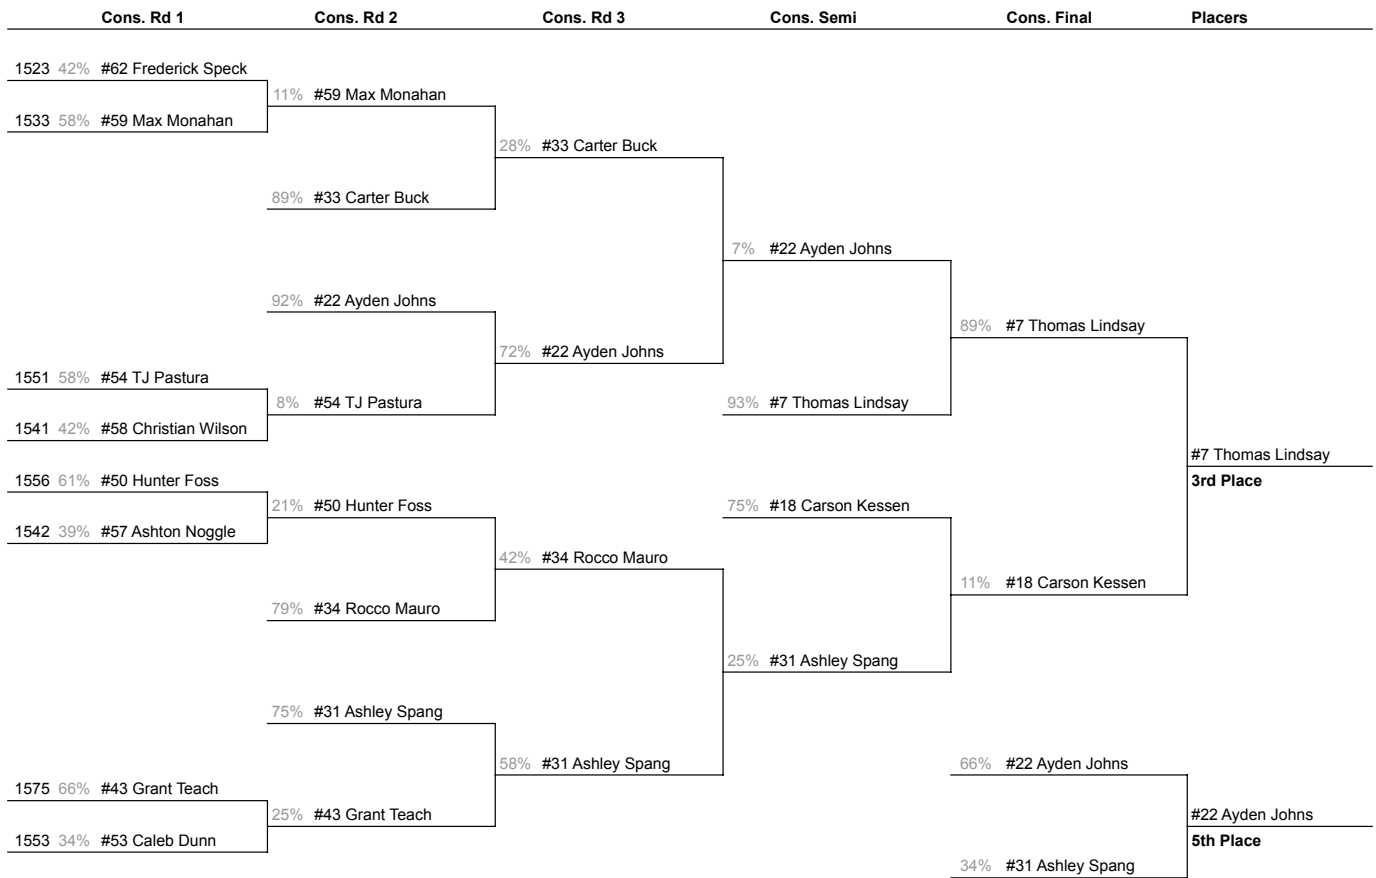 Cons. Rd 1 Cons. Rd 2 Cons. Rd 3 Cons. Semi Cons. Final Placers
1523 42% #62 Frederick Speck
11% #59 Max Monahan
1533 58% #59 Max Monahan
28% #33 Carter Buck
89% #33 Carter Buck
7% #22 Ayden Johns
92% #22 Ayden Johns
89% #7 Thomas Lindsay
72% #22 Ayden Johns
1551 58% #54 TJ Pastura
8% #54 TJ Pastura
93% #7 Thomas Lindsay
1541 42% #58 Christian Wilson
#7 Thomas Lindsay
1556 61% #50 Hunter Foss
3rd Place
21% #50 Hunter Foss
75% #18 Carson Kessen
1542 39% #57 Ashton Noggle
42% #34 Rocco Mauro
11% #18 Carson Kessen
79% #34 Rocco Mauro
25% #31 Ashley Spang
75% #31 Ashley Spang
58% #31 Ashley Spang
66% #22 Ayden Johns
1575 66% #43 Grant Teach
25% #43 Grant Teach
#22 Ayden Johns
1553 34% #53 Caleb Dunn
5th Place
34% #31 Ashley Spang